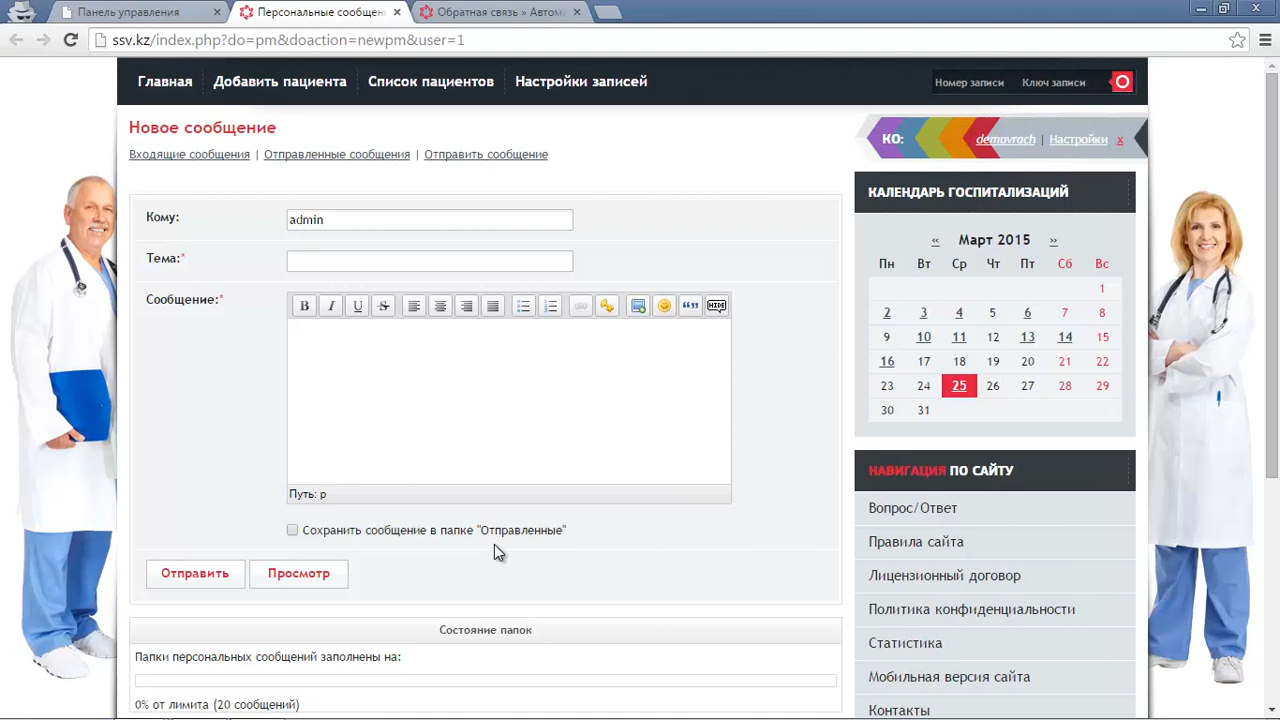 Панель управления
Персональные сообщен
Обратная связь » Автом
ssv.kz/index.php?do=pm&doaction=newpm&user=1
Главная
Добавить пациента
Список пациентов
Настройки записей
Номер записи
Ключ записи
Новое сообщение
Входящие сообщения | Отправленные сообщения | Отправить сообщение
КО:
demovrach | Настройки x
Кому:
admin
Тема:*
Сообщение:*
B I U S
HIDE
Путь: p
Сохранить сообщение в папке "Отправленные"
Отправить
Просмотр
Состояние папок
Папки персональных сообщений заполнены на:
0% от лимита (20 сообщений)
КАЛЕНДАРЬ ГОСПИТАЛИЗАЦИЙ
« Март 2015 »
Пн Вт Ср Чт Пт Сб Вс
1
2 3 4 5 6 7 8
9 10 11 12 13 14 15
16 17 18 19 20 21 22
23 24 25 26 27 28 29
30 31
НАВИГАЦИЯ ПО САЙТУ
Вопрос/Ответ
Правила сайта
Лицензионный договор
Политика конфиденциальности
Статистика
Мобильная версия сайта
Контакты